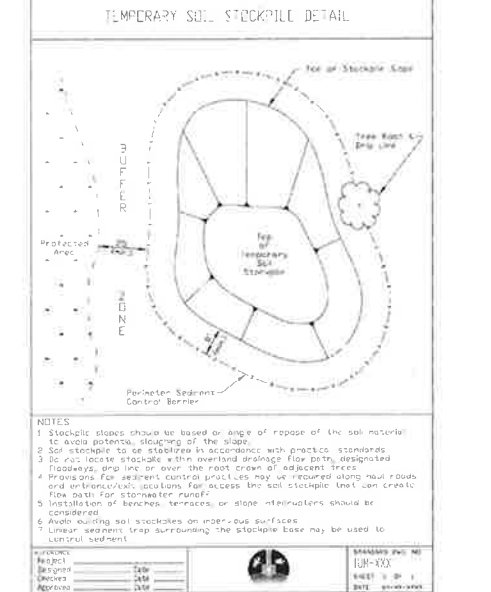 TEMPORARY SOIL STOCKPILE DETAIL
Toe of Stockpile Slope
Tree Root &
Drip Line
BUFFER
Protected
Area
Top
of
Temporary
Soil
Stockpile
ZONE
Perimeter Sediment
Control Barrier
NOTES
1 Stockpile slopes should be based on angle of repose of the soil material
to avoid potential sloughing of the slope.
2 Soil stockpile to be stabilized in accordance with practical standards
3 Do not locate stockpile within overland drainage flow path, designated
floodways, drip line or over the root crown of adjacent trees
4 Provisions for sediment control practices may be required along haul roads
and entrance/exit locations for access the soil stockpile that can create
flow path for stormwater runoff
5 Installation of benches, terraces, or slope interruptors should be
considered
6 Avoid building soil stockpiles on impervious surfaces
7 Linear sediment trap surrounding the stockpile base may be used to
control sediment
REFERENCE
Project
Designed Date
Checked Date
Approved Date
STANDARD DWG. NO.
IUM-XXX
SHEET 1 OF 1
DATE